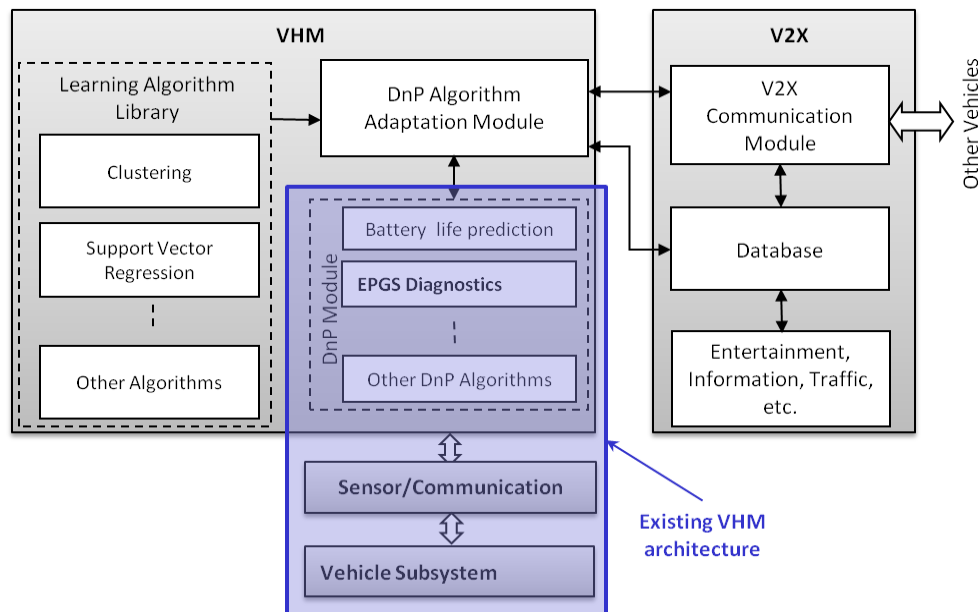 VHM
Learning Algorithm
Library
Clustering
Support Vector
Regression
Other Algorithms
DnP Algorithm
Adaptation Module
DnP Module
Battery life prediction
EPGS Diagnostics
Other DnP Algorithms
Sensor/Communication
Vehicle Subsystem
Existing VHM
architecture
V2X
V2X
Communication
Module
Database
Entertainment,
Information, Traffic,
etc.
Other Vehicles